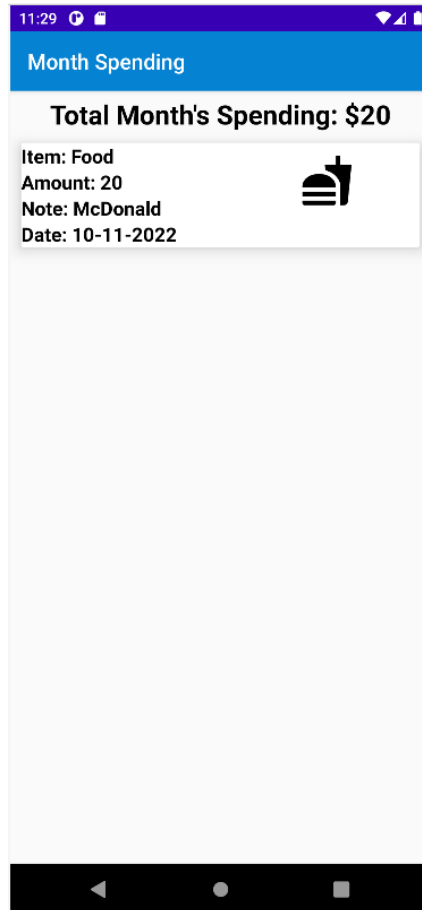 11:29
Month Spending
Total Month's Spending: $20
Item: Food
Amount: 20
Note: McDonald
Date: 10-11-2022